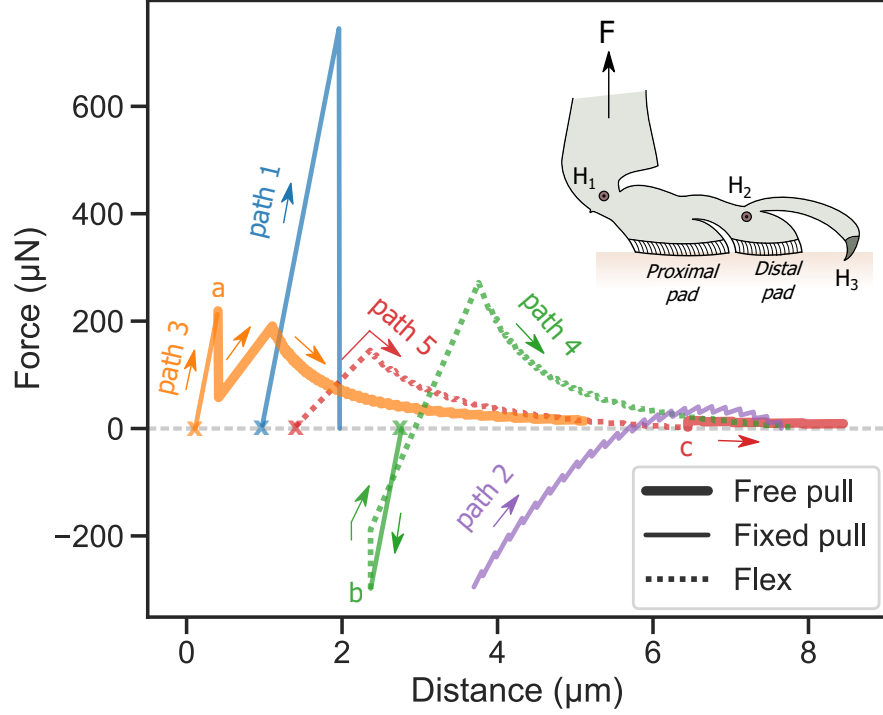 Force (µN)
600
400
200
0
−200
0
2
4
6
8
Distance (µm)
path 1
path 2
path 3
path 4
path 5
a
b
c
F
H1
H2
H3
Proximal
pad
Distal
pad
Free pull
Fixed pull
Flex